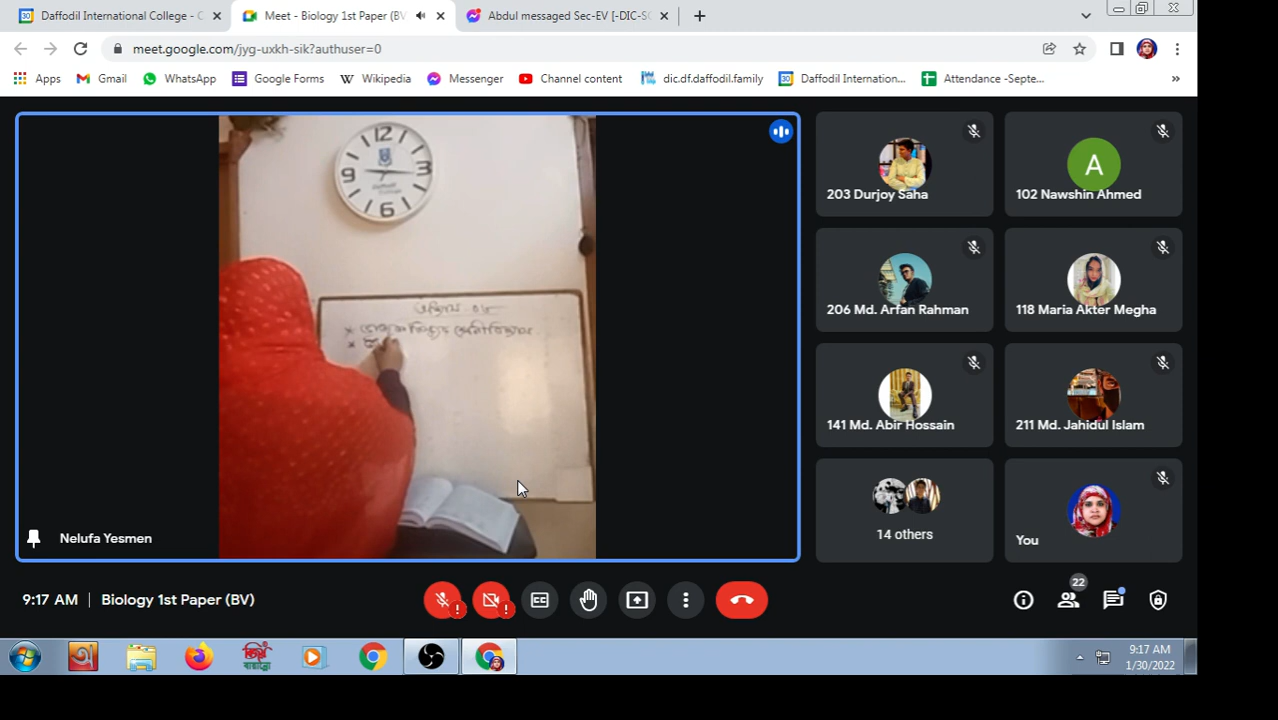 Daffodil International College - C
Meet - Biology 1st Paper (BV
Abdul messaged Sec-EV [-DIC-S
meet.google.com/jyg-uxkh-sik?authuser=0
Apps
Gmail
WhatsApp
Google Forms
Wikipedia
Messenger
Channel content
dic.df.daffodil.family
Daffodil Internation...
Attendance -Septe...
»
12
3
6
9
203 Durjoy Saha
A
102 Nawshin Ahmed
206 Md. Arfan Rahman
118 Maria Akter Megha
141 Md. Abir Hossain
211 Md. Jahidul Islam
14 others
You
Nelufa Yesmen
22
9:17 AM | Biology 1st Paper (BV)
9:17 AM
1/30/2022